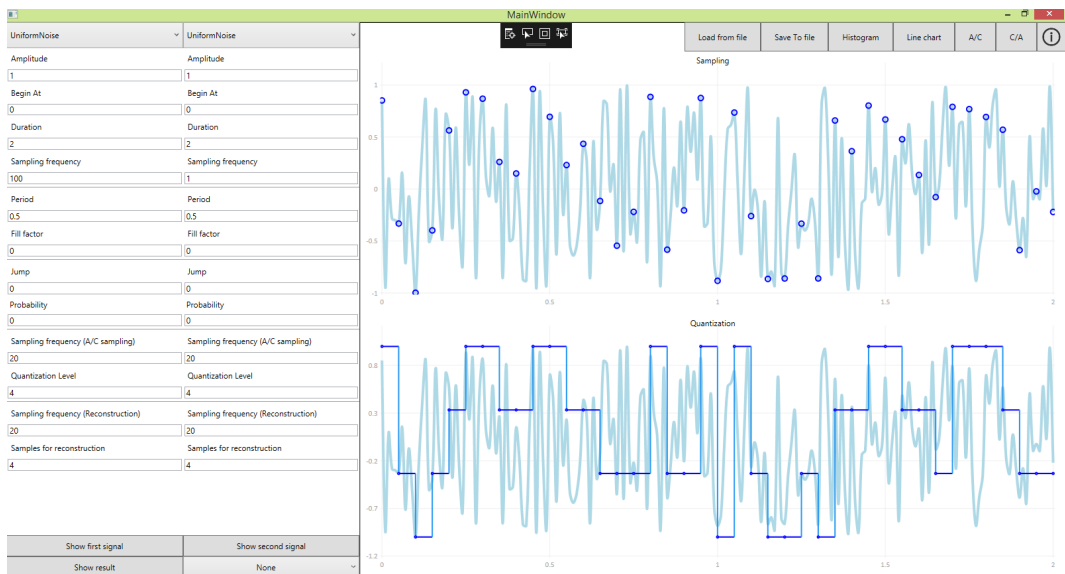 MainWindow
UniformNoise UniformNoise
Load from file Save To file Histogram Line chart A/C C/A
Amplitude Amplitude
1 1
Begin At Begin At
0 0
Duration Duration
2 2
Sampling frequency Sampling frequency
100 1
Period Period
0.5 0.5
Fill factor Fill factor
0 0
Jump Jump
0 0
Probability Probability
0 0
Sampling frequency (A/C sampling) Sampling frequency (A/C sampling)
20 20
Quantization Level Quantization Level
4 4
Sampling frequency (Reconstruction) Sampling frequency (Reconstruction)
20 20
Samples for reconstruction Samples for reconstruction
4 4
Show first signal Show second signal
Show result None
Sampling
1
0.5
0
-0.5
-1
0 0.5 1 1.5 2
Quantization
0.8
0.3
-0.2
-0.7
-1.2
0 0.5 1 1.5 2